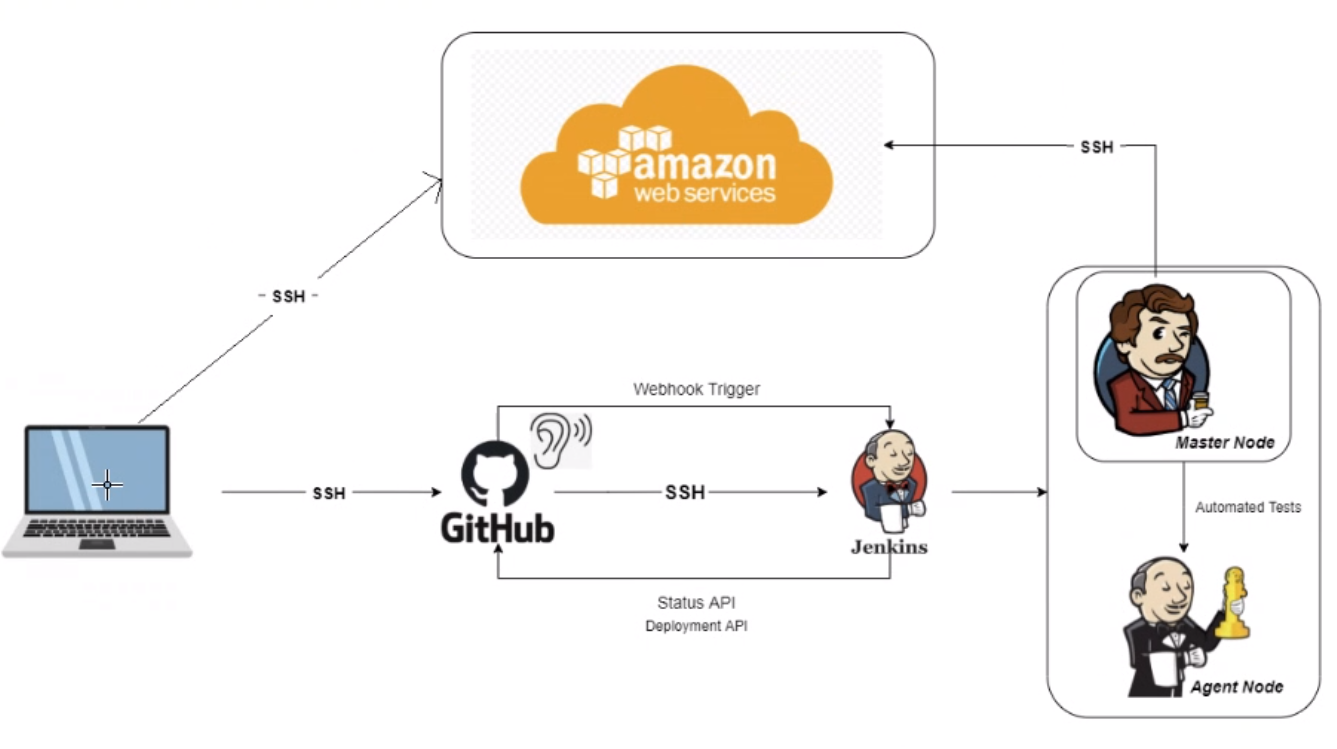 amazon
web services
SSH
- SSH -
Webhook Trigger
Master Node
SSH
GitHub
SSH
Jenkins
Automated Tests
Status API
Deployment API
Agent Node